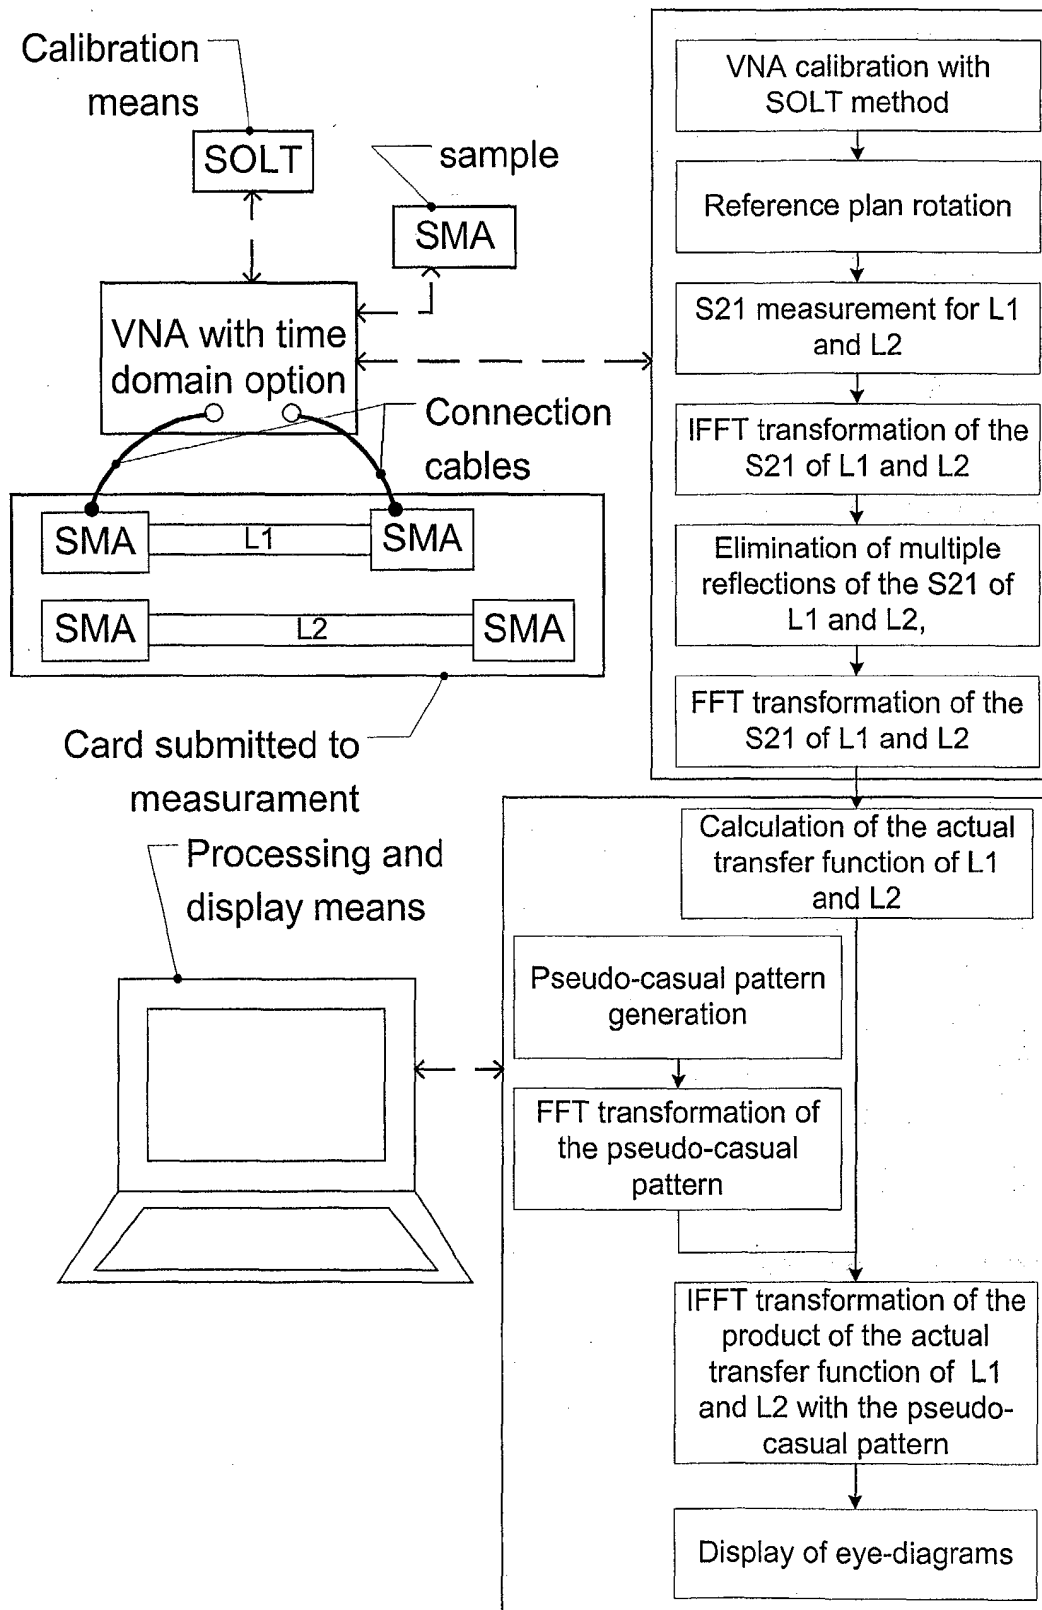 Calibration
means
SOLT
sample
SMA
VNA with time
domain option
Connection
cables
SMA
L1
SMA
SMA
L2
SMA
Card submitted to
measurament
Processing and
display means
VNA calibration with
SOLT method
Reference plan rotation
S21 measurement for L1
and L2
IFFT transformation of the
S21 of L1 and L2
Elimination of multiple
reflections of the S21 of
L1 and L2,
FFT transformation of the
S21 of L1 and L2
Calculation of the actual
transfer function of L1
and L2
Pseudo-casual pattern
generation
FFT transformation of
the pseudo-casual
pattern
IFFT transformation of the
product of the actual
transfer function of L1
and L2 with the pseudo-
casual pattern
Display of eye-diagrams